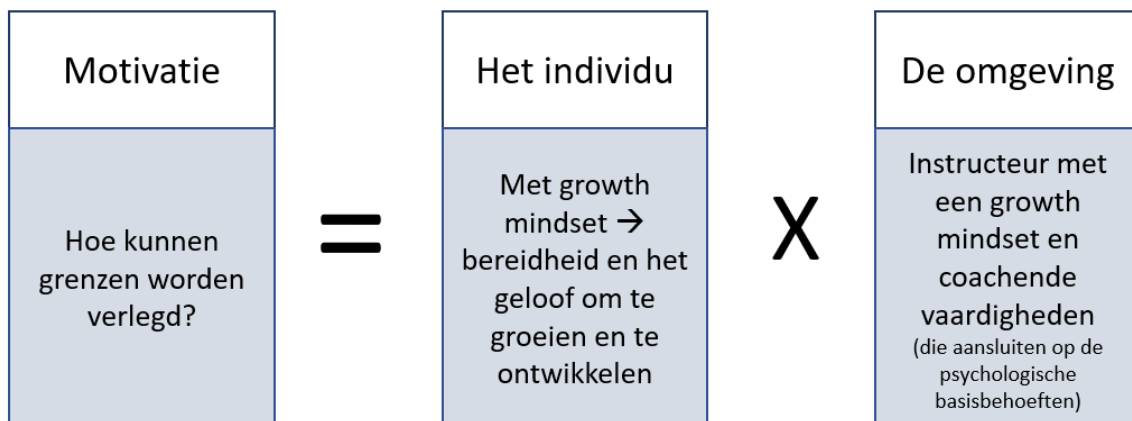 Motivatie
Hoe kunnen
grenzen worden
verlegd?
=
Het individu
Met growth
mindset →
bereidheid en het
geloof om te
groeien en te
ontwikkelen
X
De omgeving
Instructeur met
een growth
mindset en
coachende
vaardigheden
(die aansluiten op de
psychologische
basisbehoeften)